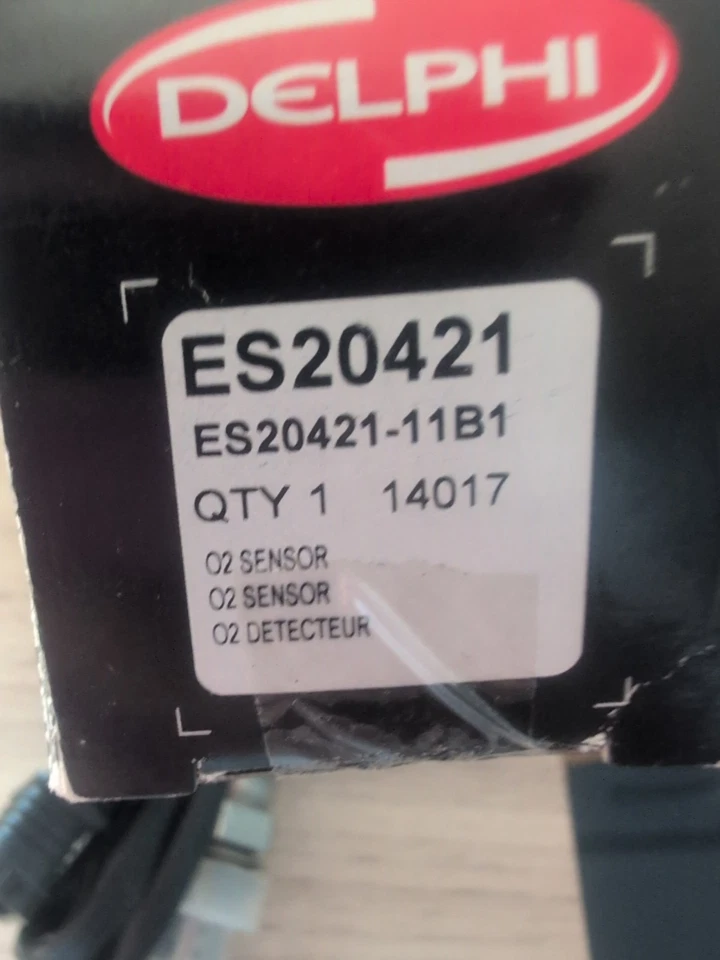 DELPHI
ES20421
ES20421-11B1
QTY 1 14017
O2 SENSOR
O2 SENSOR
O2 DETECTEUR